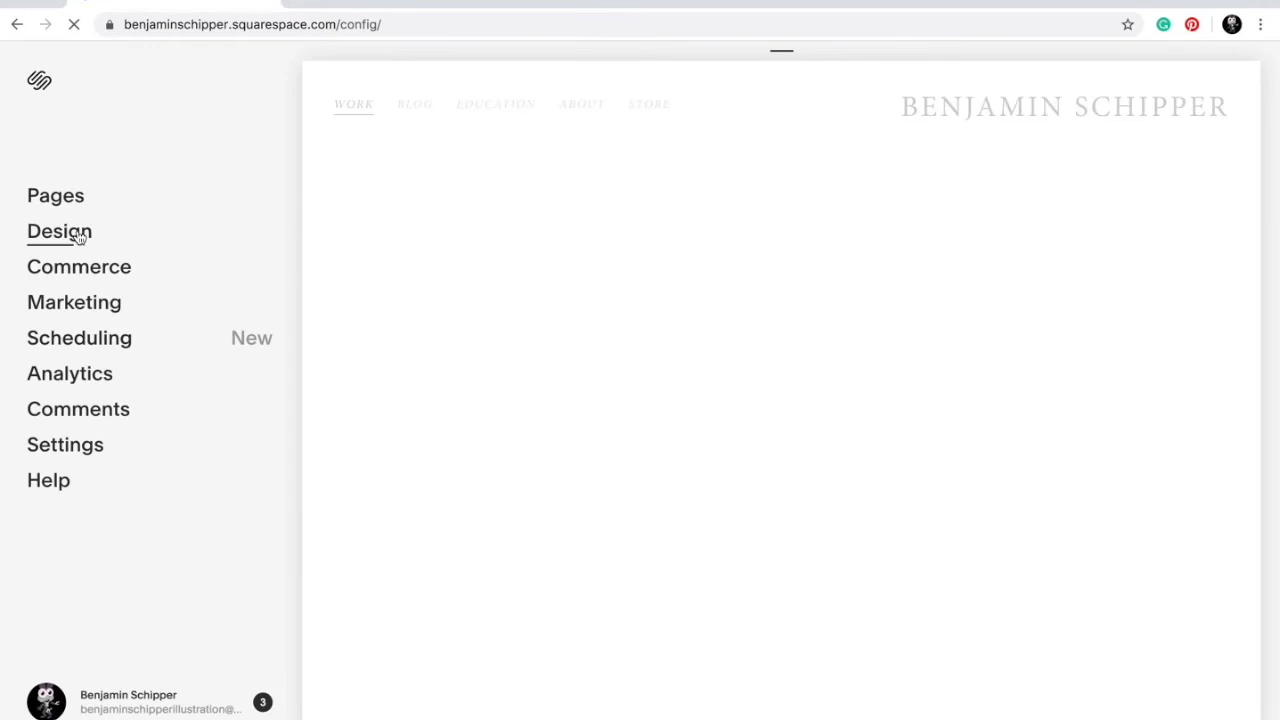 benjaminschipper.squarespace.com/config/
WORK BLOG EDUCATION ABOUT STORE
BENJAMIN SCHIPPER
Pages
Design
Commerce
Marketing
Scheduling New
Analytics
Comments
Settings
Help
Benjamin Schipper
benjaminschipperillustration@...
3